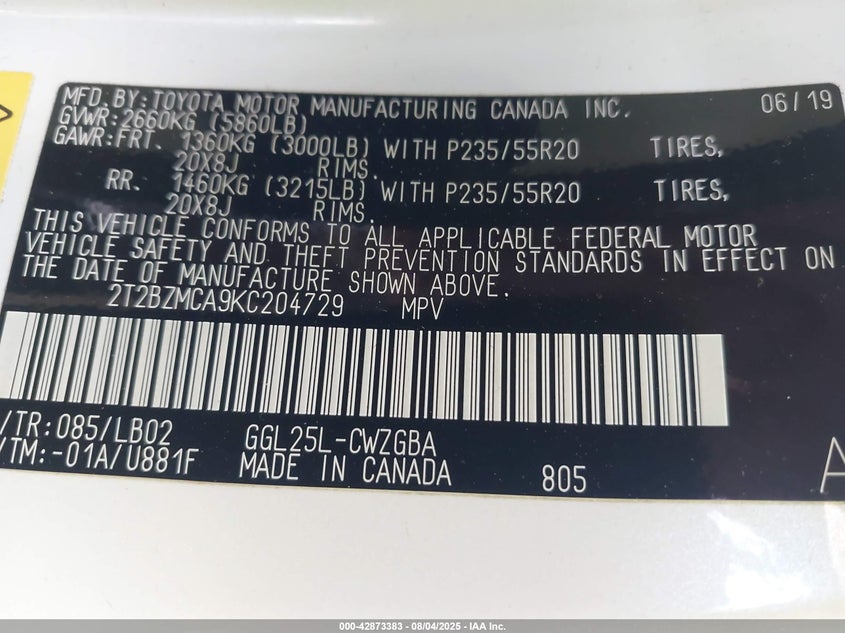 MFD.BY:TOYOTA MOTOR MANUFACTURING CANADA INC. 06/19
GVWR:2660KG (5860LB)
GAWR:FRT. 1360KG (3000LB) WITH P235/55R20 TIRES,
20X8J RIMS.
RR. 1460KG (3215LB) WITH P235/55R20 TIRES,
20X8J RIMS.
THIS VEHICLE CONFORMS TO ALL APPLICABLE FEDERAL MOTOR
VEHICLE SAFETY AND THEFT PREVENTION STANDARDS IN EFFECT ON
THE DATE OF MANUFACTURE SHOWN ABOVE.
2T2BZMCA9KC204729 MPV
/TR:085/LB02 GGL25L-CWZGBA
/TM:-01A/U881F MADE IN CANADA 805 A
000-42873383 - 08/04/2025 - IAA Inc.